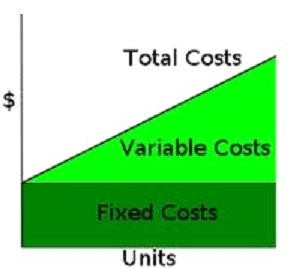 Total Costs
$
Variable Costs
Fixed Costs
Units